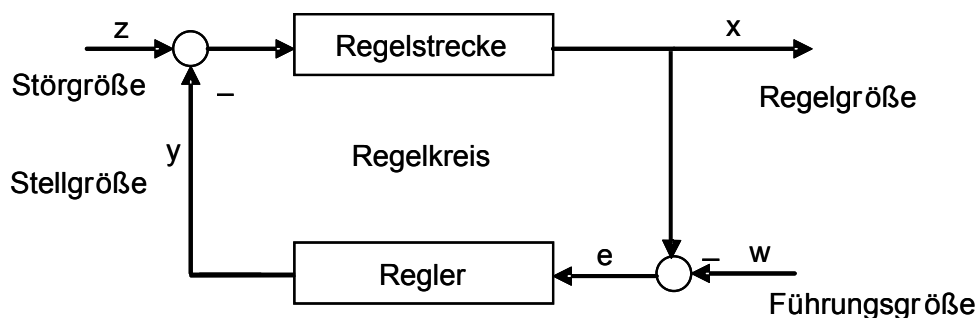 z
Regelstrecke
x
Störgröße
–
Regelgröße
y
Regelkreis
Stellgröße
Regler
e
–
w
Führungsgröße